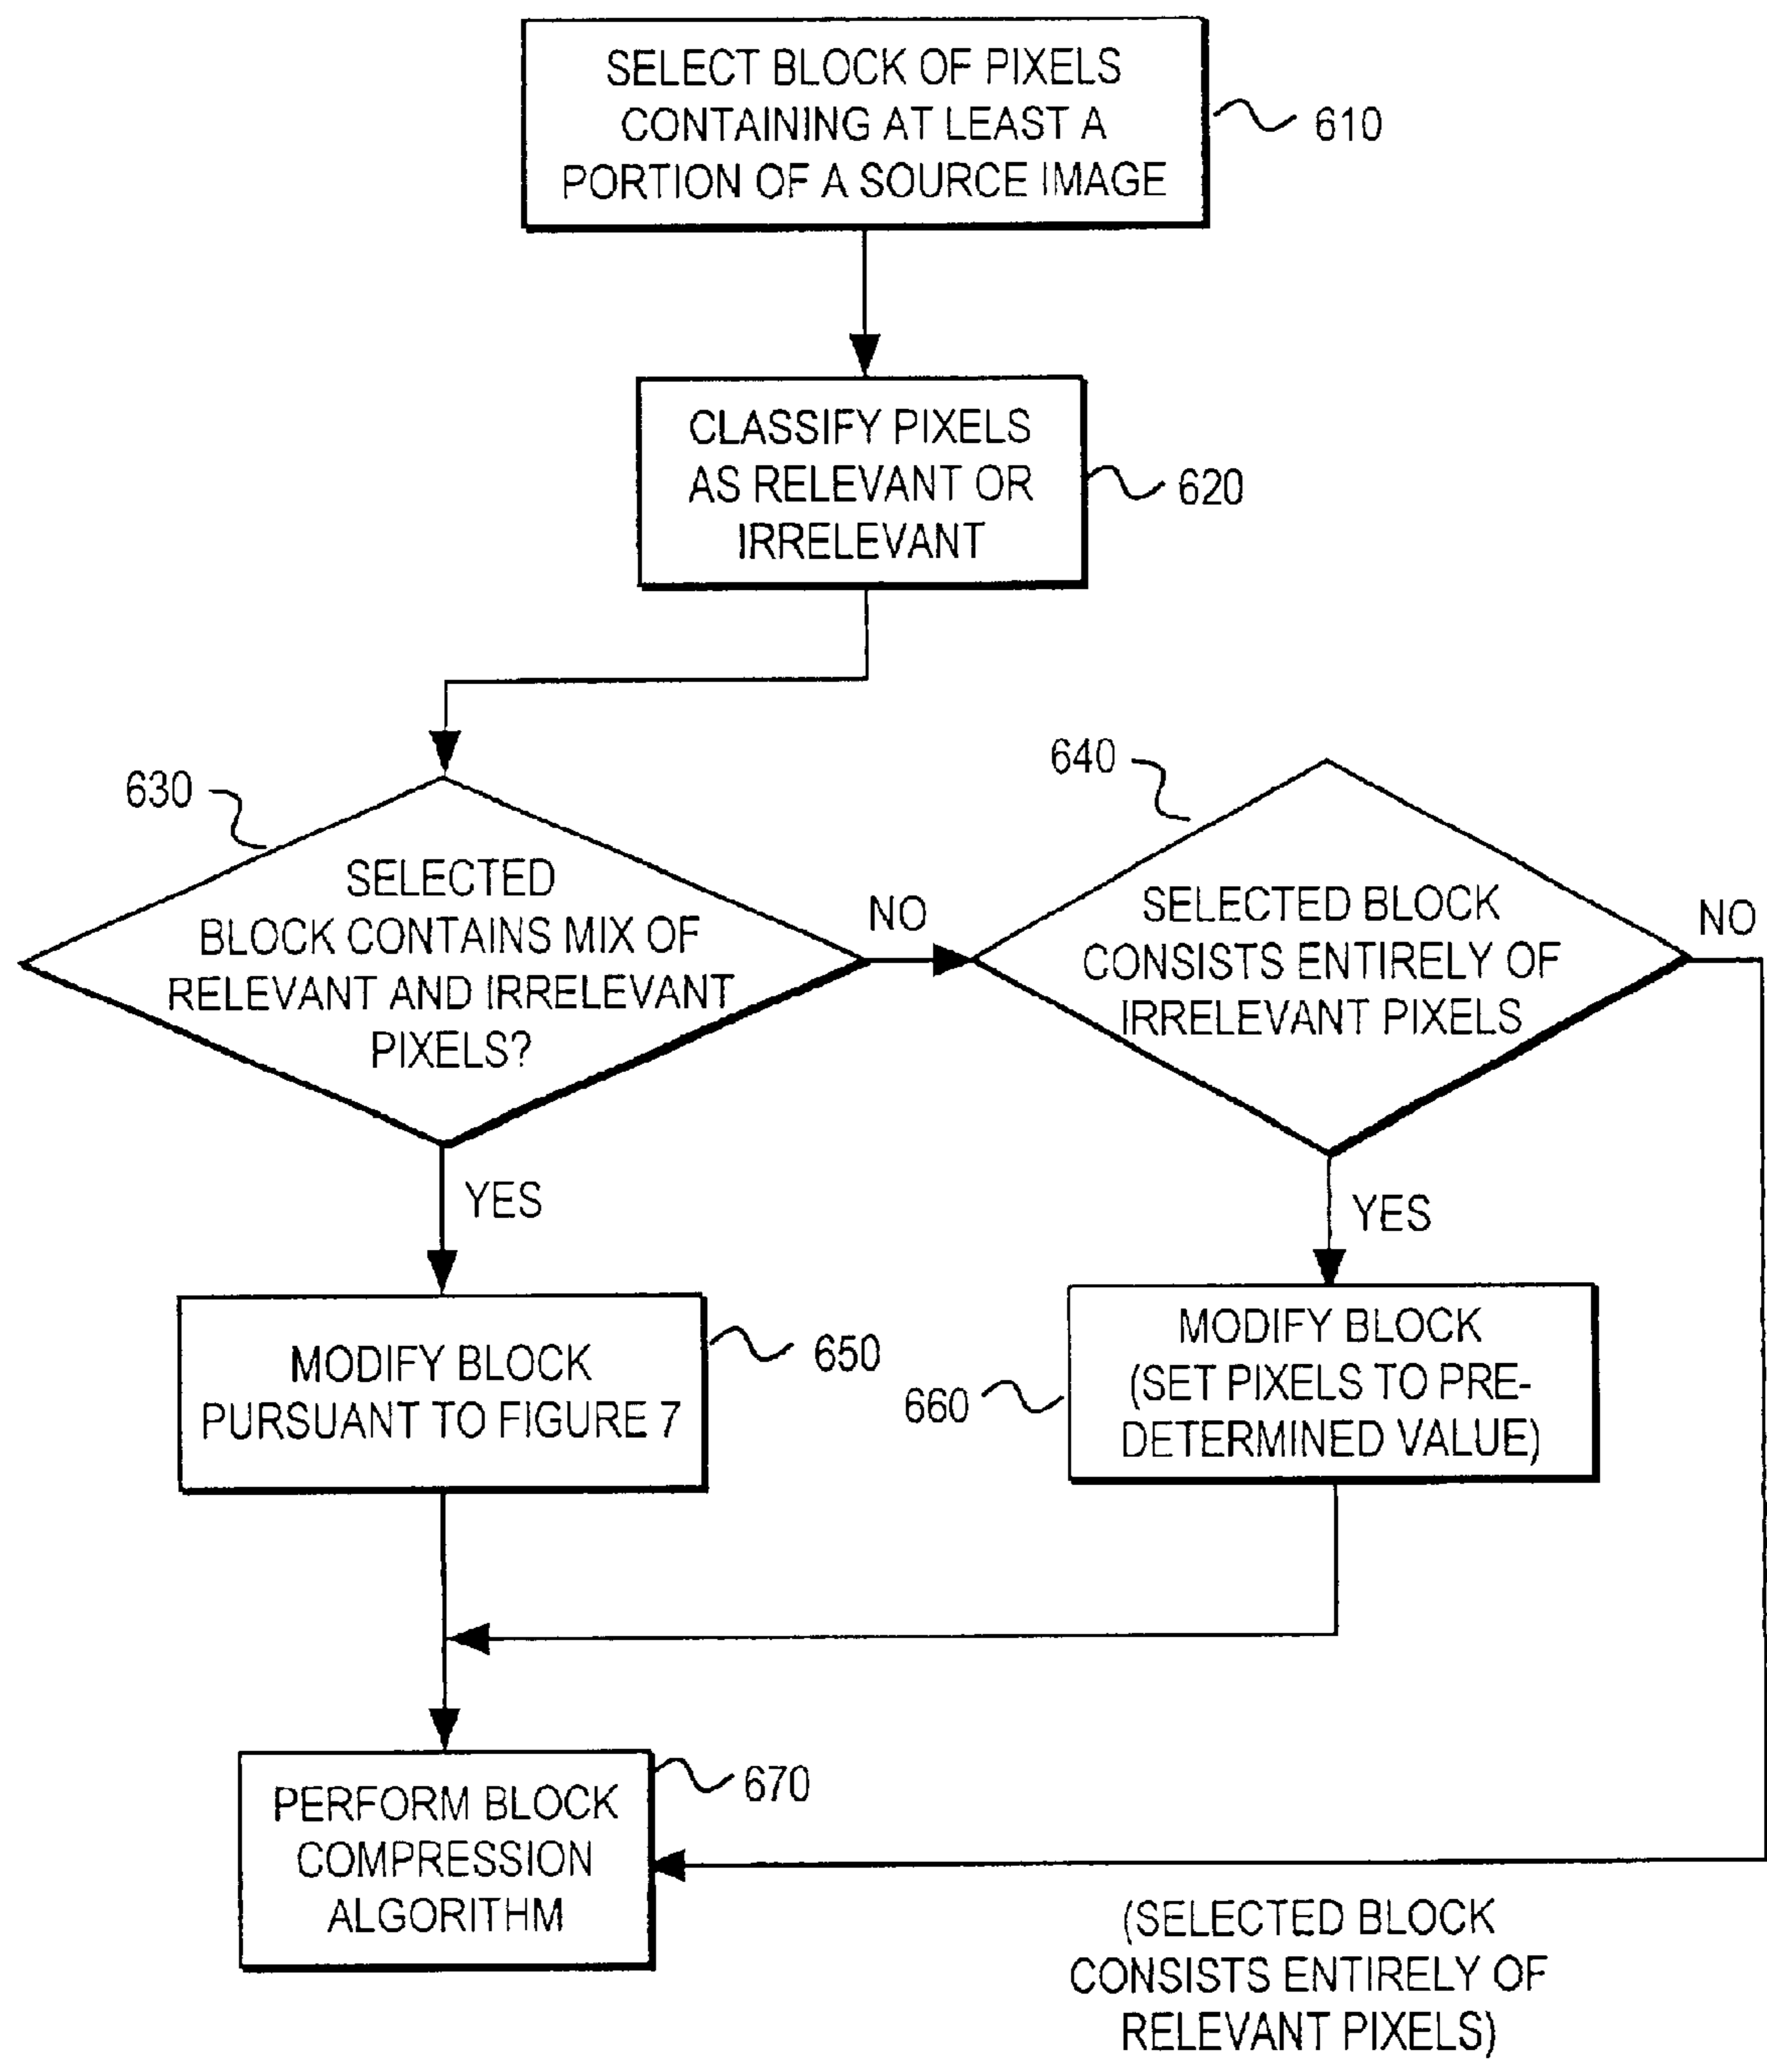 SELECT BLOCK OF PIXELS
CONTAINING AT LEAST A
PORTION OF A SOURCE IMAGE
610
CLASSIFY PIXELS
AS RELEVANT OR
IRRELEVANT
620
630
SELECTED
BLOCK CONTAINS MIX OF
RELEVANT AND IRRELEVANT
PIXELS?
NO
640
SELECTED BLOCK
CONSISTS ENTIRELY OF
IRRELEVANT PIXELS
NO
YES
YES
MODIFY BLOCK
PURSUANT TO FIGURE 7
650
660
MODIFY BLOCK
(SET PIXELS TO PRE-
DETERMINED VALUE)
PERFORM BLOCK
COMPRESSION
ALGORITHM
670
(SELECTED BLOCK
CONSISTS ENTIRELY OF
RELEVANT PIXELS)